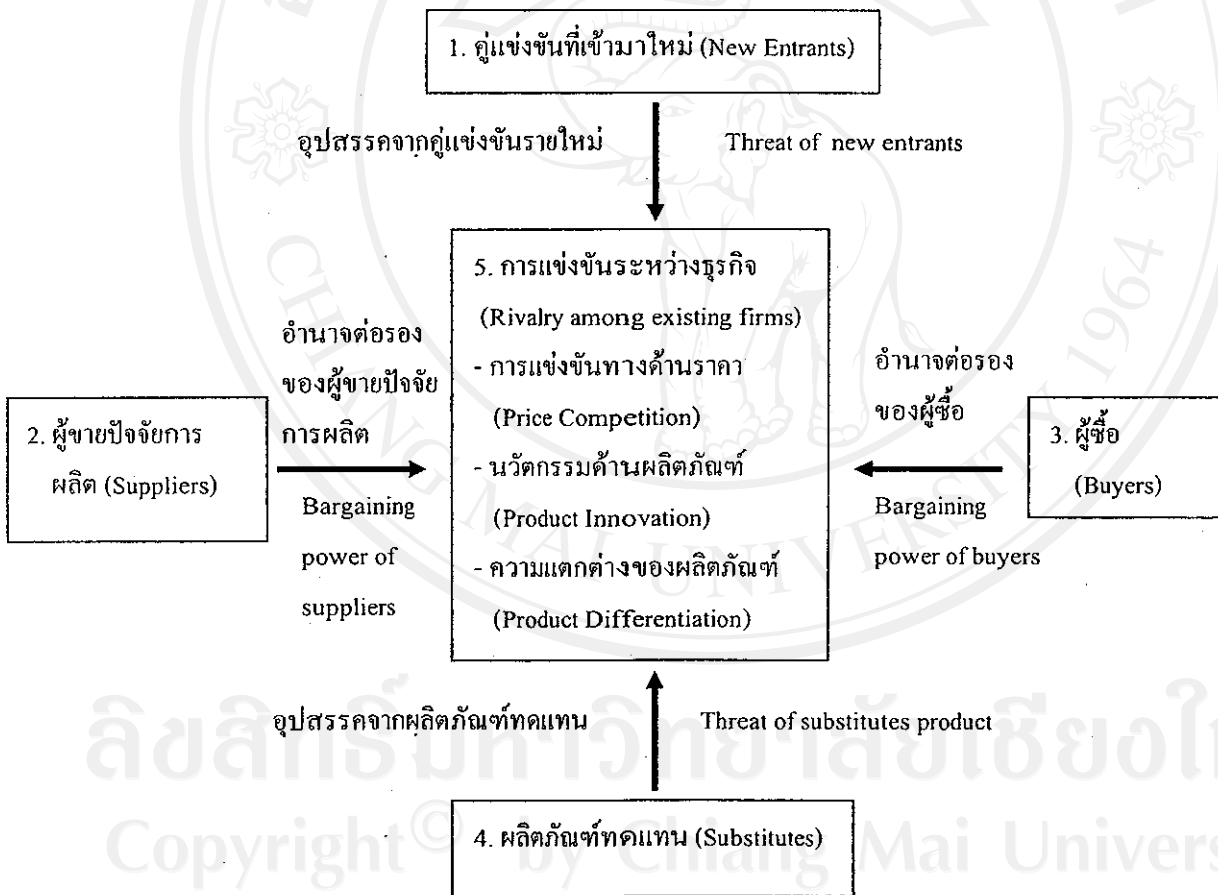 1. คู่แข่งขันที่เข้ามาใหม่ (New Entrants)
อุปสรรคจากคู่แข่งขันรายใหม่
Threat of new entrants
5. การแข่งขันระหว่างธุรกิจ
(Rivalry among existing firms)
- การแข่งขันทางด้านราคา
(Price Competition)
- นวัตกรรมด้านผลิตภัณฑ์
(Product Innovation)
- ความแตกต่างของผลิตภัณฑ์
(Product Differentiation)
อำนาจต่อรอง
ของผู้ขายปัจจัย
การผลิต
2. ผู้ขายปัจจัยการ
ผลิต (Suppliers)
Bargaining
power of
suppliers
อำนาจต่อรอง
ของผู้ซื้อ
3. ผู้ซื้อ
(Buyers)
Bargaining
power of buyers
อุปสรรคจากผลิตภัณฑ์ทดแทน
Threat of substitutes product
4. ผลิตภัณฑ์ทดแทน (Substitutes)
CHIANG MAI UNIVERSITY 1964
ลิขสิทธิ์มหาวิทยาลัยเชียงให
Copyright © by Chiang Mai Univers